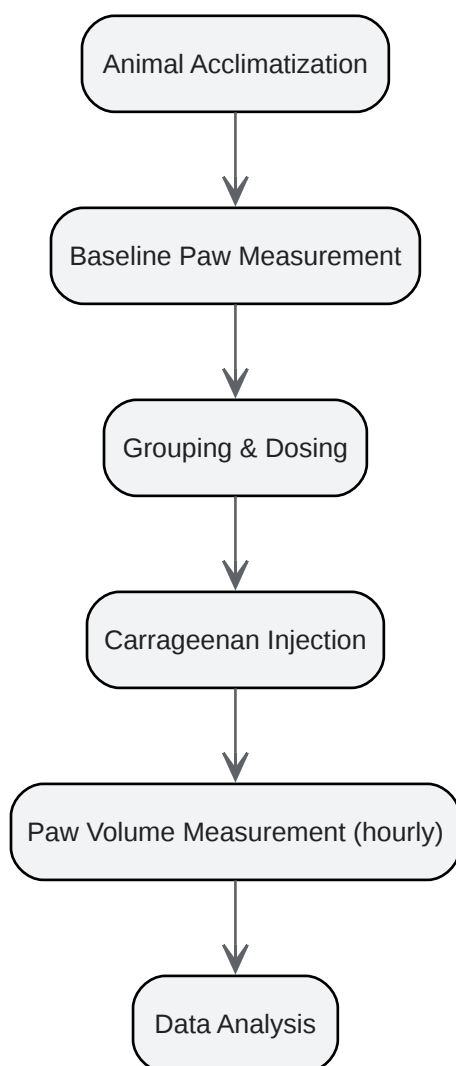 Animal Acclimatization
Baseline Paw Measurement
Grouping & Dosing
Carrageenan Injection
Paw Volume Measurement (hourly)
Data Analysis